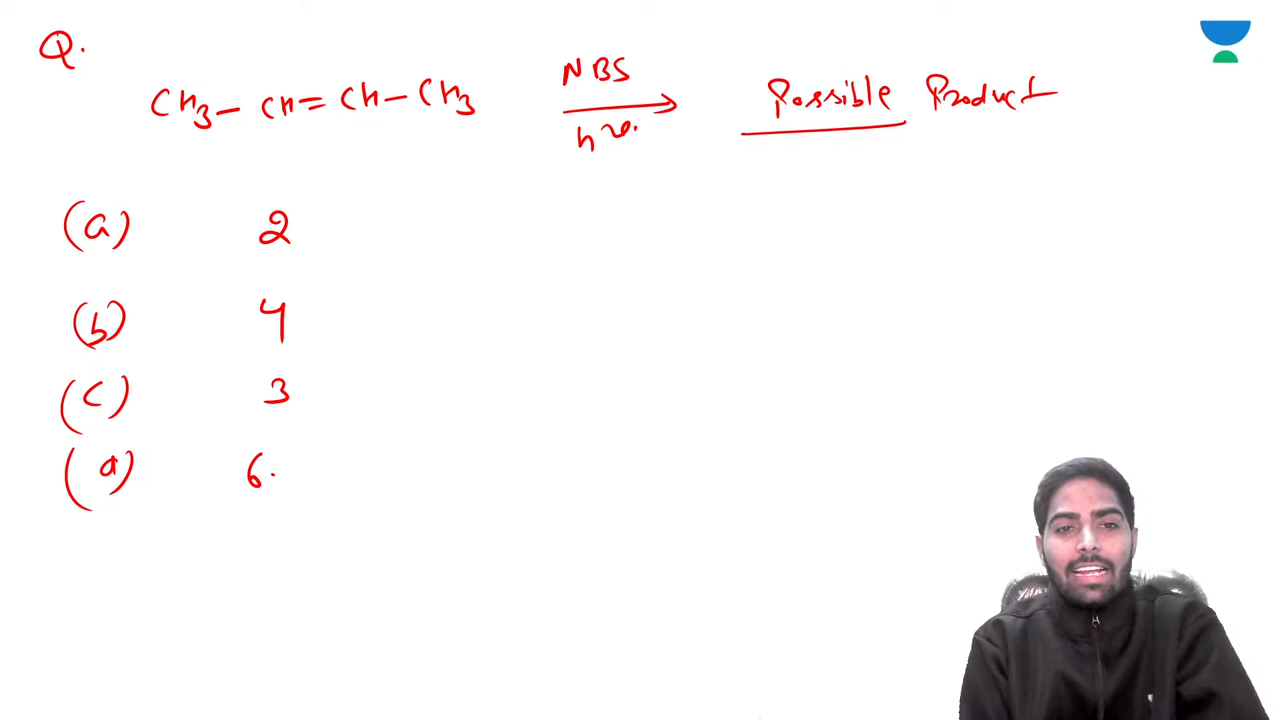 Q.
CH3 - CH = CH - CH3 NBS hν. Possible Product
(a) 2
(b) 4
(c) 3
(d) 6.